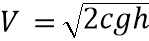 V = √2cgh